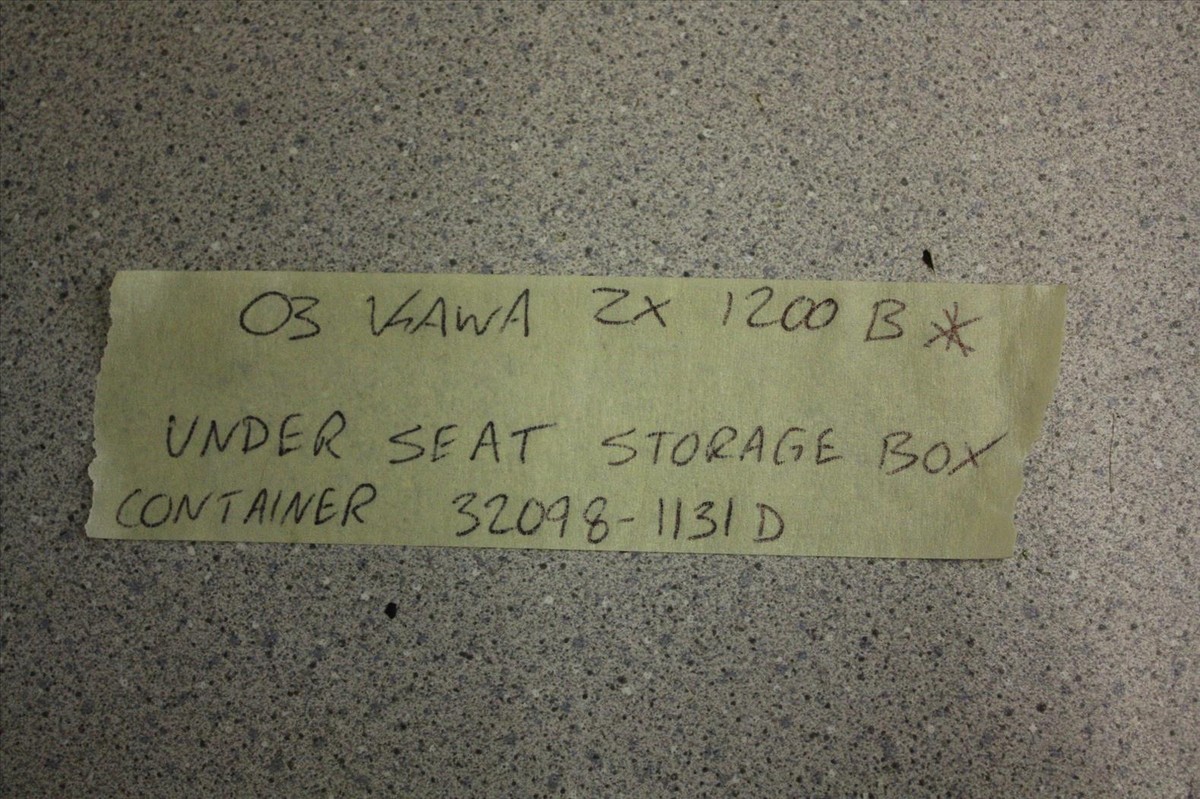 03 KAWA ZX 1200 B *
UNDER SEAT STORAGE BOX
CONTAINER 32098-1131D